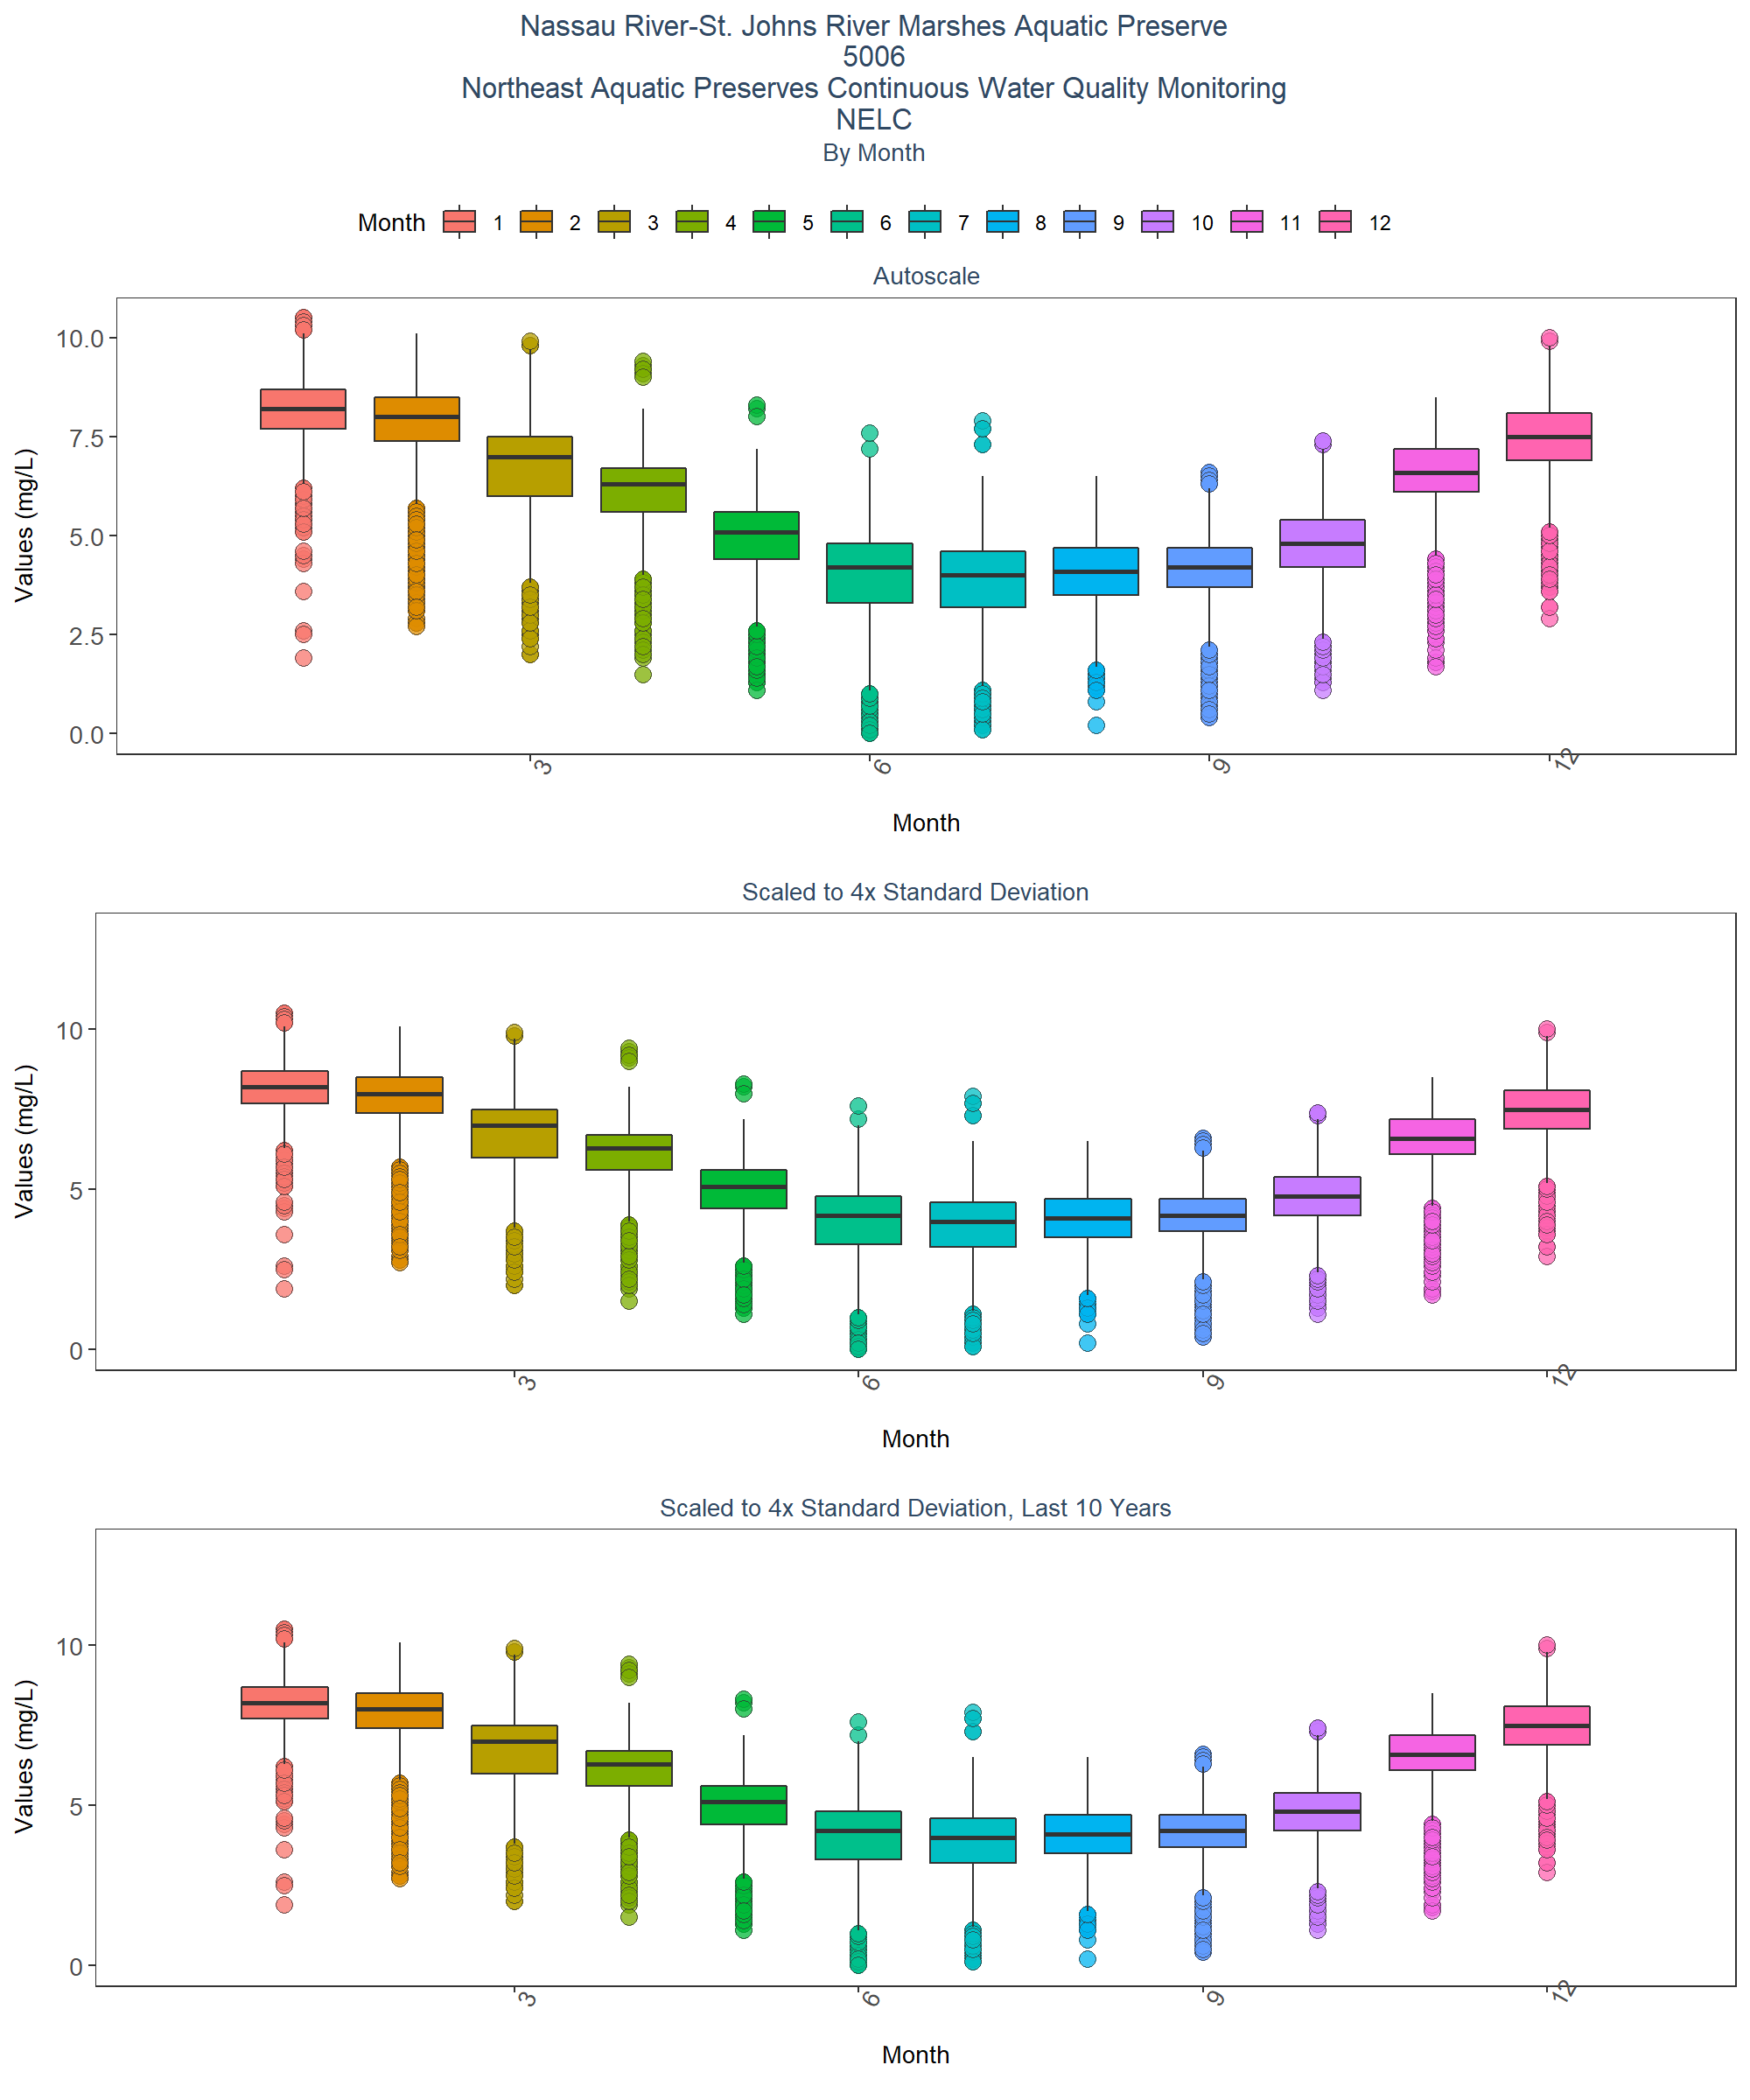 Nassau River-St. Johns River Marshes Aquatic Preserve
5006
Northeast Aquatic Preserves Continuous Water Quality Monitoring
NELC
By Month
Month 1 2 3 4 5 6 7 8 9 10 11 12
Autoscale
Values (mg/L)
10.0
7.5
5.0
2.5
0.0
3 6 9 12
Month
Scaled to 4x Standard Deviation
Values (mg/L)
10
5
0
3 6 9 12
Month
Scaled to 4x Standard Deviation, Last 10 Years
Values (mg/L)
10
5
0
3 6 9 12
Month